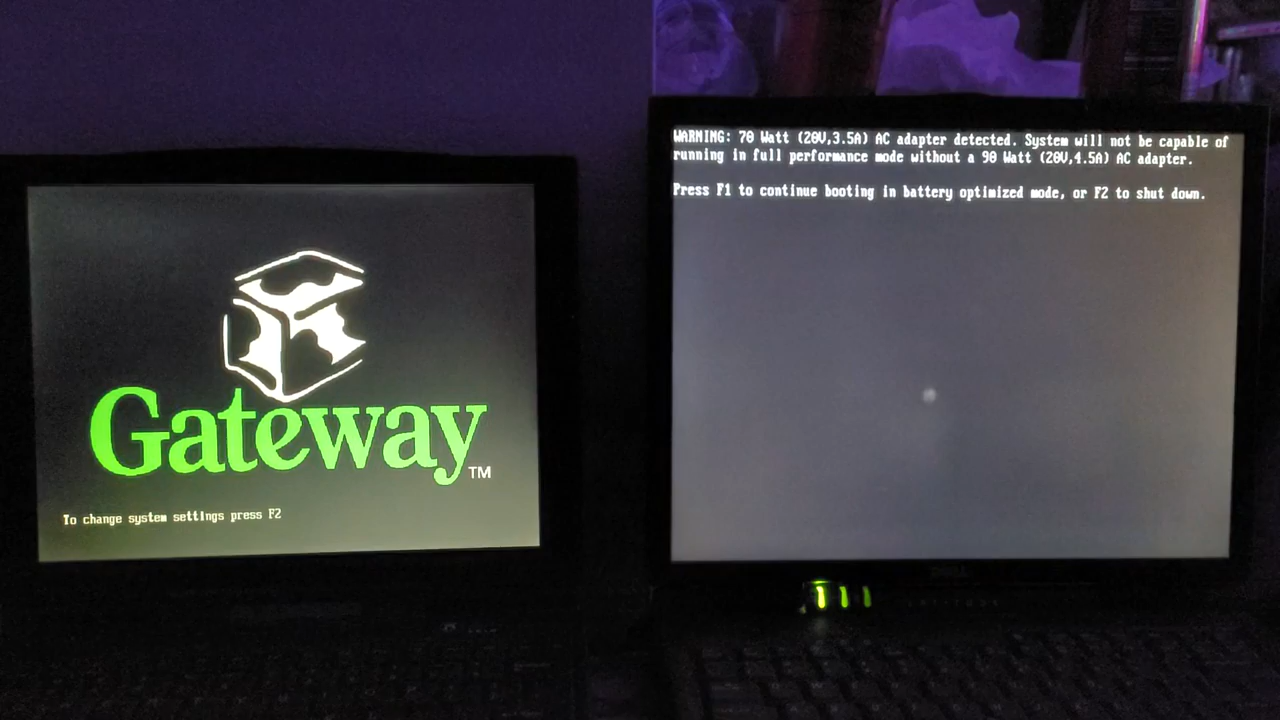 Gateway
TM
To change system settings press F2
WARNING: 70 Watt (20V,3.5A) AC adapter detected. System will not be capable of
running in full performance mode without a 90 Watt (20V,4.5A) AC adapter.
Press F1 to continue booting in battery optimized mode, or F2 to shut down.
DELL
LATITUDE